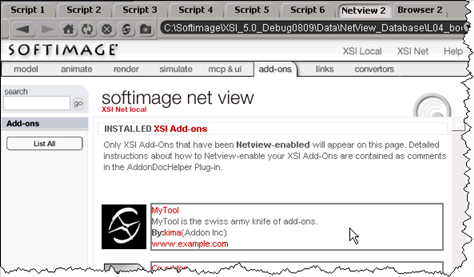 Script 1 Script 2 Script 3 Script 4 Script 5 Script 6 Netview 2 Preview
C:\Softimage\XSI_5.0_Debug0809\Data\NetView_Database\L04_boo
SOFTIMAGE® XSI Local XSI Net Help
model animate render simulate mcp & ui add-ons links convertors
search
go
softimage net view
XSI Net local
Add-ons
List All
INSTALLED XSI Add-ons
Only XSI Add-Ons that have been Netview-enabled will appear on this page. Detailed
instructions about how to Netview-enable your XSI Add-Ons are contained as comments
in the AddonDocHelper Plug-in.
MyTool
MyTool is the swiss army knife of add-ons.
By:kima(Addon Inc)
www.example.com